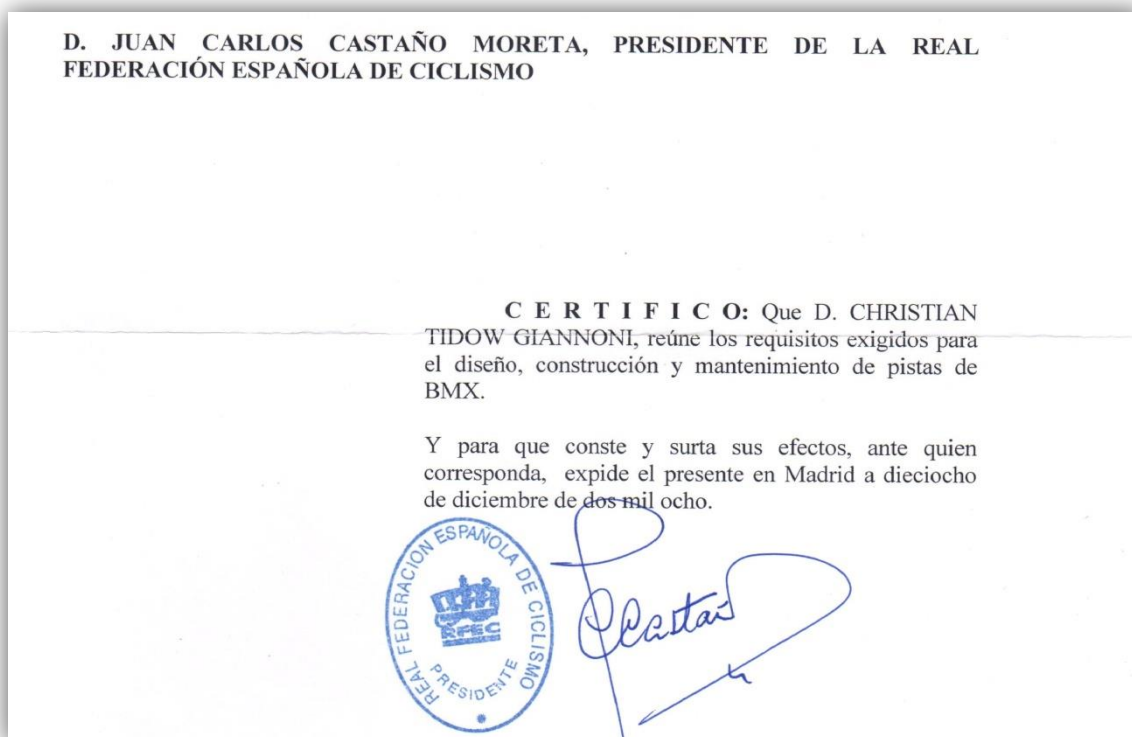 D. JUAN CARLOS CASTAÑO MORETA, PRESIDENTE DE LA REAL
FEDERACIÓN ESPAÑOLA DE CICLISMO
C E R T I F I C O: Que D. CHRISTIAN
TIDOW GIANNONI, reúne los requisitos exigidos para
el diseño, construcción y mantenimiento de pistas de
BMX.
Y para que conste y surta sus efectos, ante quien
corresponda, expide el presente en Madrid a dieciocho
de diciembre de dos mil ocho.
REAL FEDERACION ESPAÑOLA DE CICLISMO
RFEC
PRESIDENTE